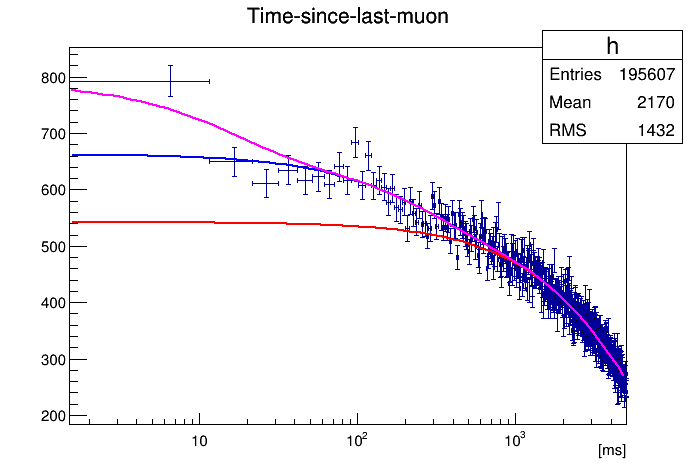 Time-since-last-muon
h
Entries 195607
Mean 2170
RMS 1432
800
700
600
500
400
300
200
10
10²
10³
[ms]